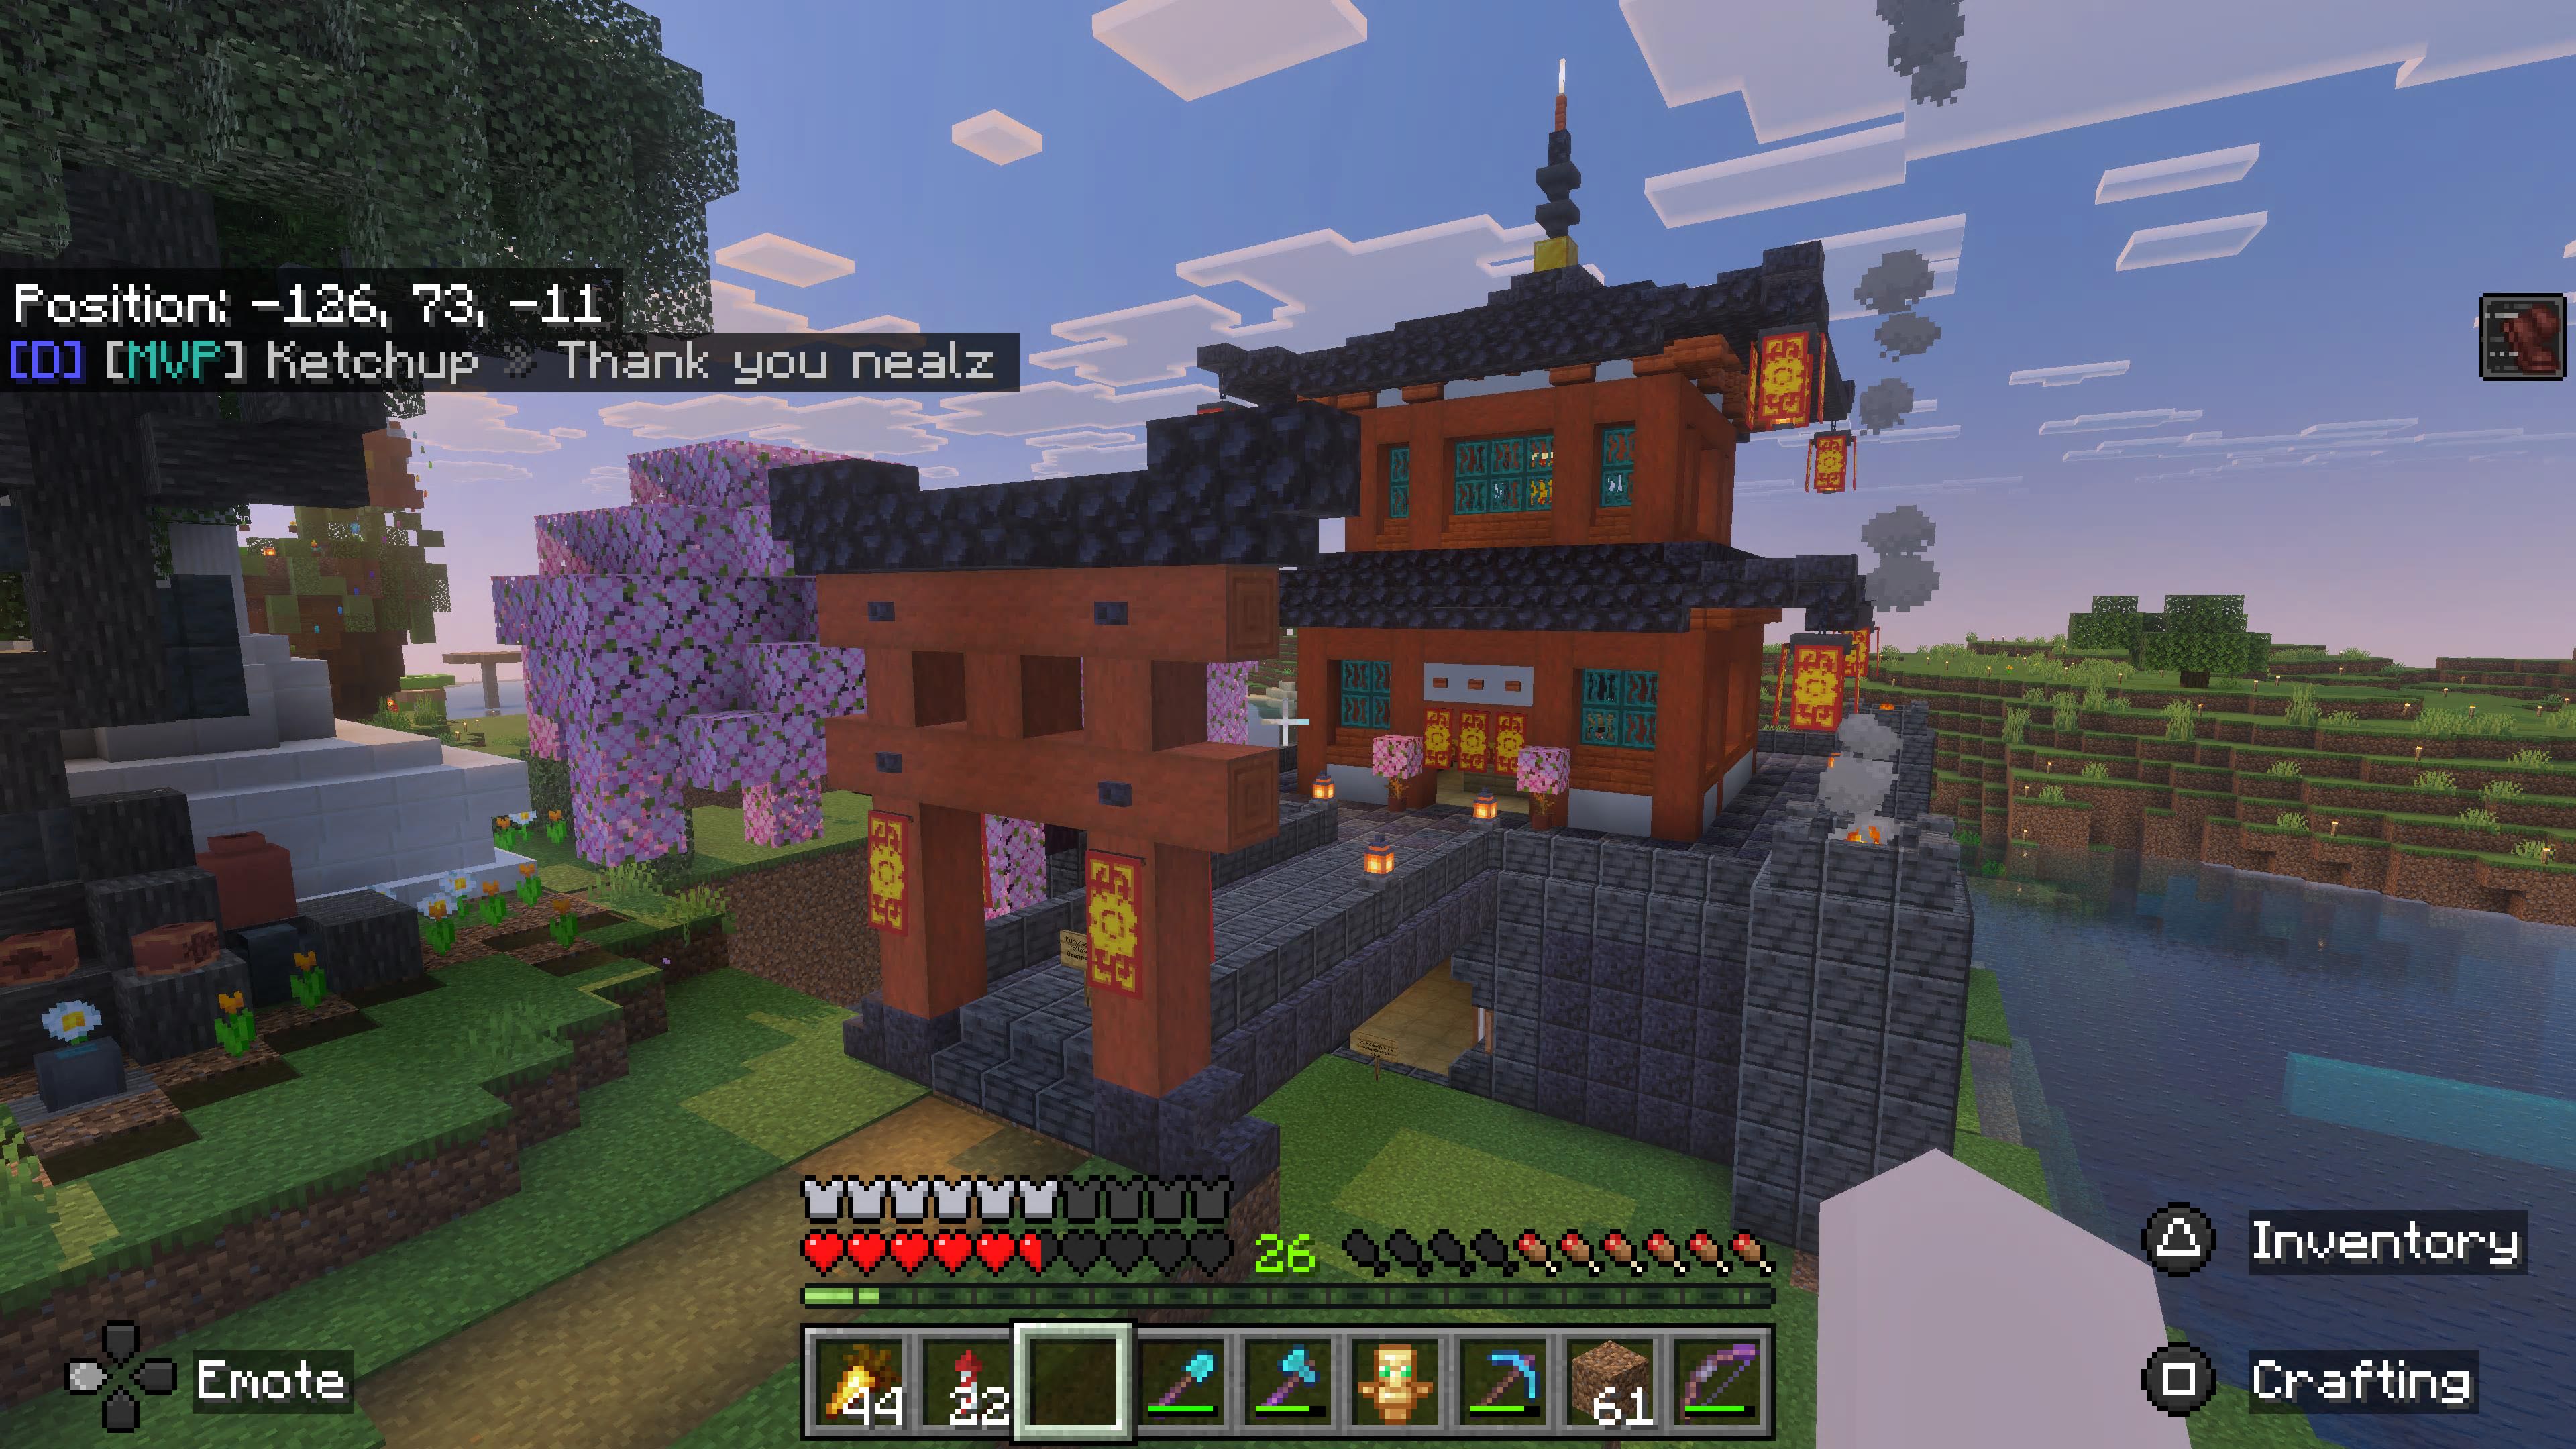 Position: -126, 73, -11
[D] [MVP] Ketchup » Thank you nealz
26
Inventory
Emote
Crafting
44
22
61